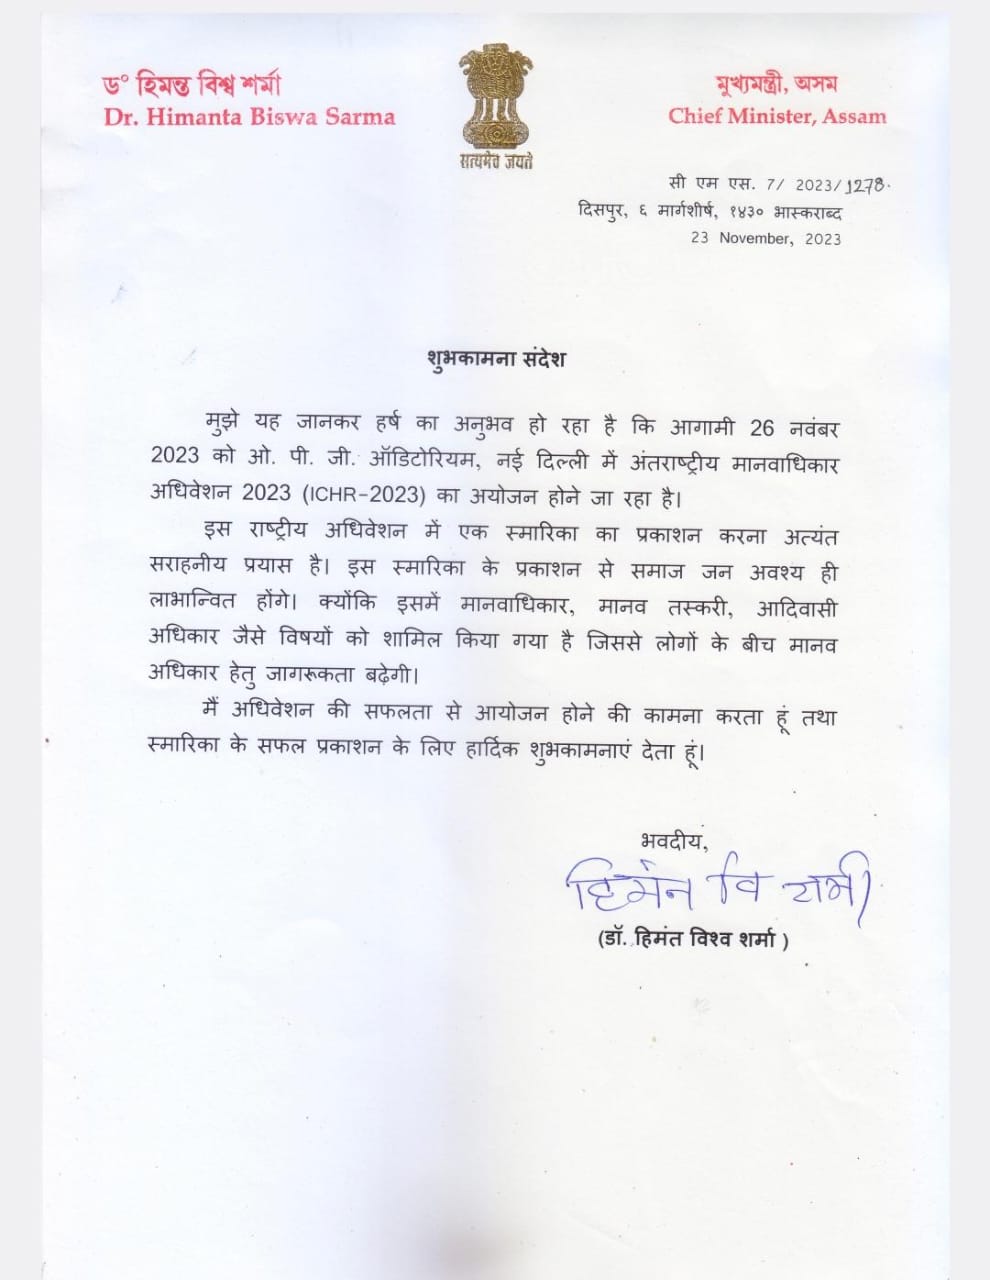 ড° হিমন্ত বিশ্ব শৰ্মা
Dr. Himanta Biswa Sarma
सत्यमेव जयते
মুখ্যমন্ত্ৰী, অসম
Chief Minister, Assam
सी एम एस. 7/ 2023/1278.
दिसपुर, ६ मार्गशीर्ष, १४३० भास्कराब्द
23 November, 2023
शुभकामना संदेश
मुझे यह जानकर हर्ष का अनुभव हो रहा है कि आगामी 26 नवंबर
2023 को ओ. पी. जी. ऑडिटोरियम, नई दिल्ली में अंतराष्ट्रीय मानवाधिकार
अधिवेशन 2023 (ICHR-2023) का अयोजन होने जा रहा है।
इस राष्ट्रीय अधिवेशन में एक स्मारिका का प्रकाशन करना अत्यंत
सराहनीय प्रयास है। इस स्मारिका के प्रकाशन से समाज जन अवश्य ही
लाभान्वित होंगे। क्योंकि इसमें मानवाधिकार, मानव तस्करी, आदिवासी
अधिकार जैसे विषयों को शामिल किया गया है जिससे लोगों के बीच मानव
अधिकार हेतु जागरूकता बढ़ेगी।
मैं अधिवेशन की सफलता से आयोजन होने की कामना करता हूं तथा
स्मारिका के सफल प्रकाशन के लिए हार्दिक शुभकामनाएं देता हूं।
भवदीय,
(डॉ. हिमंत विश्व शर्मा )